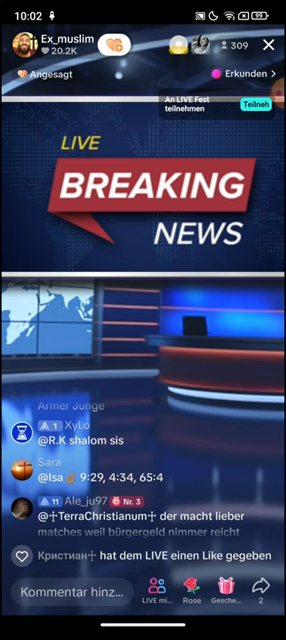 10:02
99
Ex_muslim
20.2K
309
Angesagt
Erkunden >
An LIVE Fest
teilnehmen
Teilneh
LIVE
BREAKING
NEWS
Armer Junge
1 XyLo
@R.K shalom sis
Sara
@Isa☝🏽 9:29, 4:34, 65:4
11 Ale_ju97 Nr. 3
@☥TerraChristianum☥ der macht lieber
matches weil bürgergeld nimmer reicht
Кристиан☥ hat dem LIVE einen Like gegeben
Kommentar hinz...
LIVE mi...
Rose
Gesche...
2